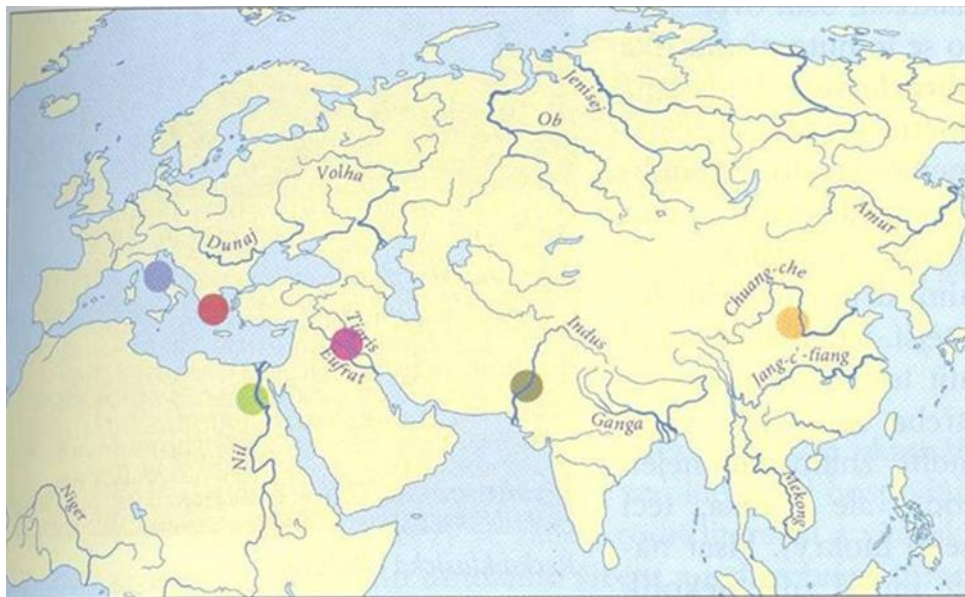 Jenisej
Ob
Volha
Amur
Dunaj
Chuang-che
Tigris
Indus
Eufrat
Jang-c'-ťiang
Ganga
Nil
Mekong
Niger